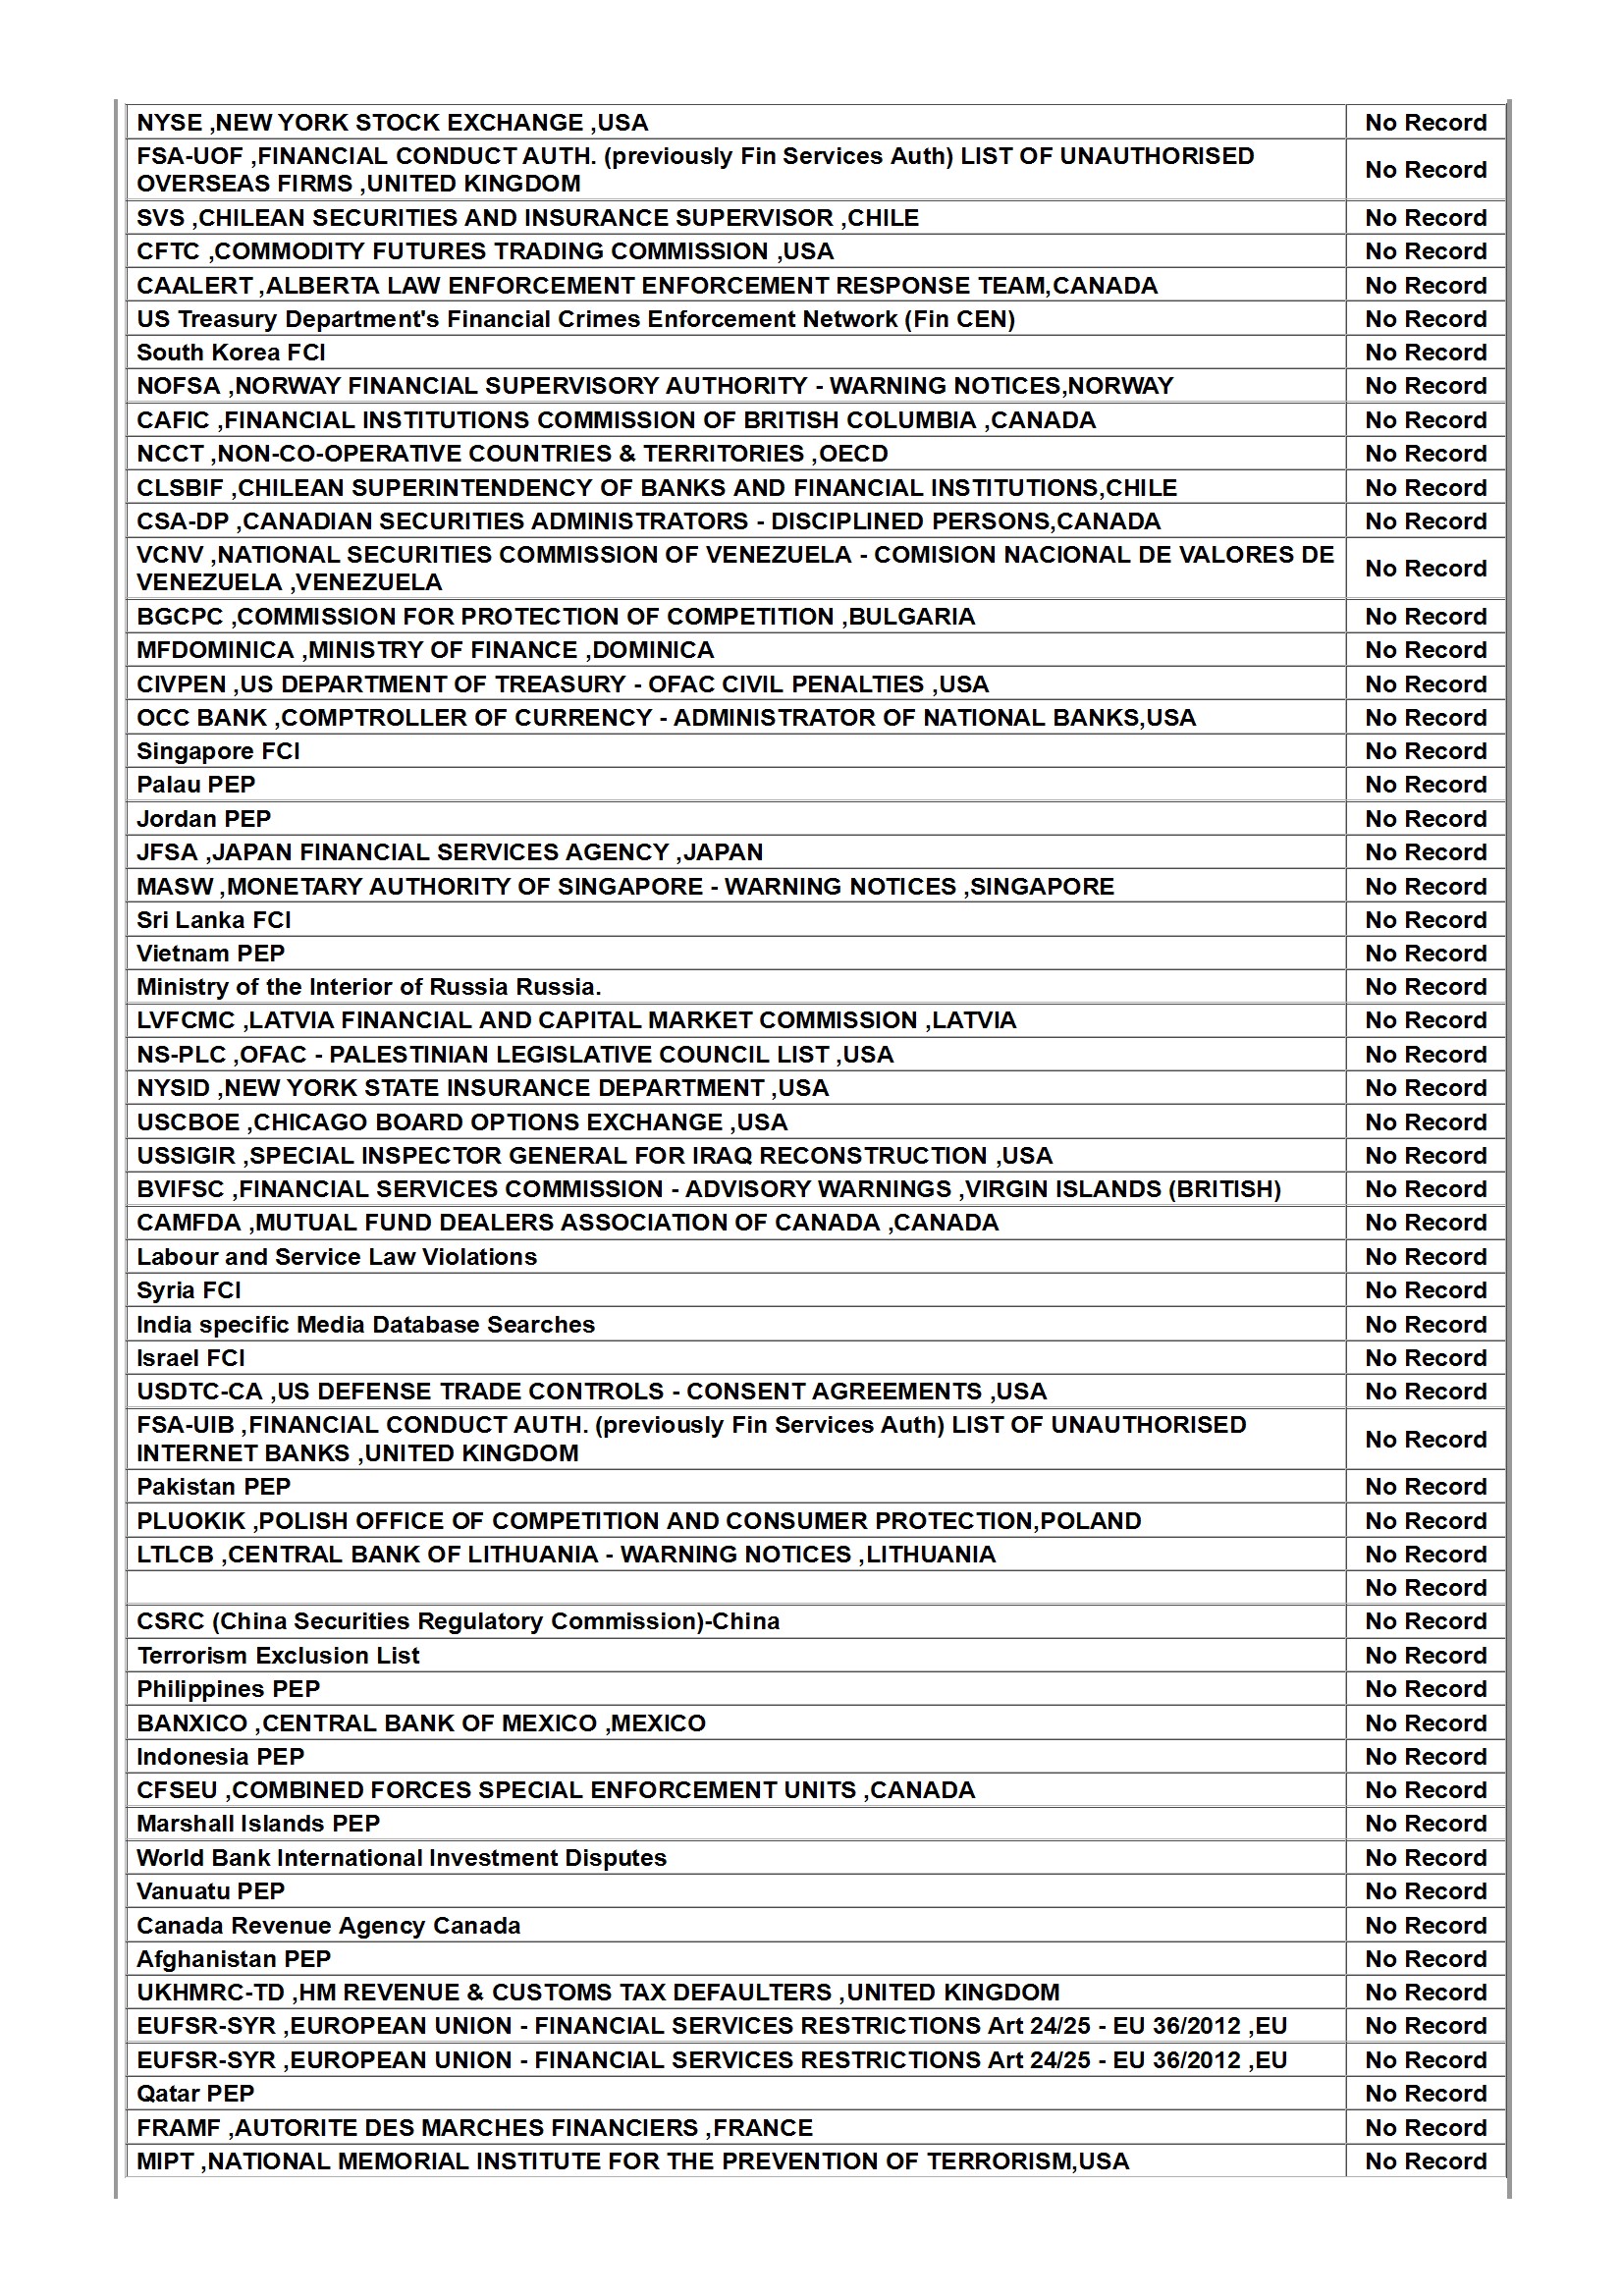 NYSE ,NEW YORK STOCK EXCHANGE ,USA No Record
FSA-UOF ,FINANCIAL CONDUCT AUTH. (previously Fin Services Auth) LIST OF UNAUTHORISED
OVERSEAS FIRMS ,UNITED KINGDOM No Record
SVS ,CHILEAN SECURITIES AND INSURANCE SUPERVISOR ,CHILE No Record
CFTC ,COMMODITY FUTURES TRADING COMMISSION ,USA No Record
CAALERT ,ALBERTA LAW ENFORCEMENT ENFORCEMENT RESPONSE TEAM,CANADA No Record
US Treasury Department's Financial Crimes Enforcement Network (Fin CEN) No Record
South Korea FCI No Record
NOFSA ,NORWAY FINANCIAL SUPERVISORY AUTHORITY - WARNING NOTICES,NORWAY No Record
CAFIC ,FINANCIAL INSTITUTIONS COMMISSION OF BRITISH COLUMBIA ,CANADA No Record
NCCT ,NON-CO-OPERATIVE COUNTRIES & TERRITORIES ,OECD No Record
CLSBIF ,CHILEAN SUPERINTENDENCY OF BANKS AND FINANCIAL INSTITUTIONS,CHILE No Record
CSA-DP ,CANADIAN SECURITIES ADMINISTRATORS - DISCIPLINED PERSONS,CANADA No Record
VCNV ,NATIONAL SECURITIES COMMISSION OF VENEZUELA - COMISION NACIONAL DE VALORES DE
VENEZUELA ,VENEZUELA No Record
BGCPC ,COMMISSION FOR PROTECTION OF COMPETITION ,BULGARIA No Record
MFDOMINICA ,MINISTRY OF FINANCE ,DOMINICA No Record
CIVPEN ,US DEPARTMENT OF TREASURY - OFAC CIVIL PENALTIES ,USA No Record
OCC BANK ,COMPTROLLER OF CURRENCY - ADMINISTRATOR OF NATIONAL BANKS,USA No Record
Singapore FCI No Record
Palau PEP No Record
Jordan PEP No Record
JFSA ,JAPAN FINANCIAL SERVICES AGENCY ,JAPAN No Record
MASW ,MONETARY AUTHORITY OF SINGAPORE - WARNING NOTICES ,SINGAPORE No Record
Sri Lanka FCI No Record
Vietnam PEP No Record
Ministry of the Interior of Russia Russia. No Record
LVFCMC ,LATVIA FINANCIAL AND CAPITAL MARKET COMMISSION ,LATVIA No Record
NS-PLC ,OFAC - PALESTINIAN LEGISLATIVE COUNCIL LIST ,USA No Record
NYSID ,NEW YORK STATE INSURANCE DEPARTMENT ,USA No Record
USCBOE ,CHICAGO BOARD OPTIONS EXCHANGE ,USA No Record
USSIGIR ,SPECIAL INSPECTOR GENERAL FOR IRAQ RECONSTRUCTION ,USA No Record
BVIFSC ,FINANCIAL SERVICES COMMISSION - ADVISORY WARNINGS ,VIRGIN ISLANDS (BRITISH) No Record
CAMFDA ,MUTUAL FUND DEALERS ASSOCIATION OF CANADA ,CANADA No Record
Labour and Service Law Violations No Record
Syria FCI No Record
India specific Media Database Searches No Record
Israel FCI No Record
USDTC-CA ,US DEFENSE TRADE CONTROLS - CONSENT AGREEMENTS ,USA No Record
FSA-UIB ,FINANCIAL CONDUCT AUTH. (previously Fin Services Auth) LIST OF UNAUTHORISED
INTERNET BANKS ,UNITED KINGDOM No Record
Pakistan PEP No Record
PLUOKIK ,POLISH OFFICE OF COMPETITION AND CONSUMER PROTECTION,POLAND No Record
LTLCB ,CENTRAL BANK OF LITHUANIA - WARNING NOTICES ,LITHUANIA No Record
No Record
CSRC (China Securities Regulatory Commission)-China No Record
Terrorism Exclusion List No Record
Philippines PEP No Record
BANXICO ,CENTRAL BANK OF MEXICO ,MEXICO No Record
Indonesia PEP No Record
CFSEU ,COMBINED FORCES SPECIAL ENFORCEMENT UNITS ,CANADA No Record
Marshall Islands PEP No Record
World Bank International Investment Disputes No Record
Vanuatu PEP No Record
Canada Revenue Agency Canada No Record
Afghanistan PEP No Record
UKHMRC-TD ,HM REVENUE & CUSTOMS TAX DEFAULTERS ,UNITED KINGDOM No Record
EUFSR-SYR ,EUROPEAN UNION - FINANCIAL SERVICES RESTRICTIONS Art 24/25 - EU 36/2012 ,EU No Record
EUFSR-SYR ,EUROPEAN UNION - FINANCIAL SERVICES RESTRICTIONS Art 24/25 - EU 36/2012 ,EU No Record
Qatar PEP No Record
FRAMF ,AUTORITE DES MARCHES FINANCIERS ,FRANCE No Record
MIPT ,NATIONAL MEMORIAL INSTITUTE FOR THE PREVENTION OF TERRORISM,USA No Record